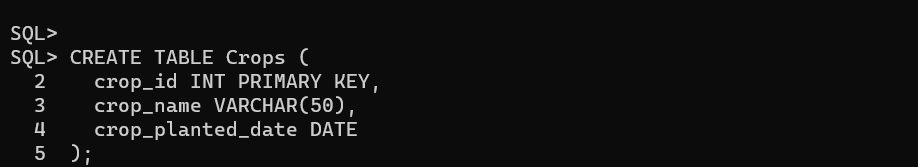 SQL>
SQL> CREATE TABLE Crops (
  2    crop_id INT PRIMARY KEY,
  3    crop_name VARCHAR(50),
  4    crop_planted_date DATE
  5  );